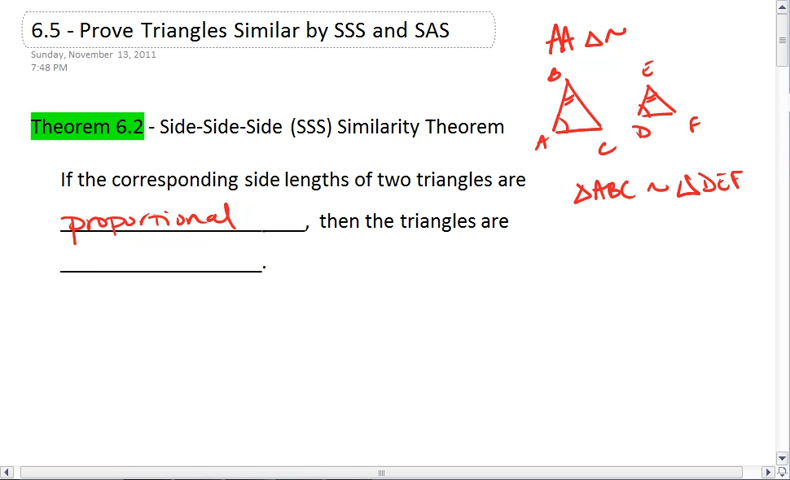 6.5 - Prove Triangles Similar by SSS and SAS
Sunday, November 13, 2011
7:48 PM
AA △~
B
E
A
C
D
F
△ABC ~ △DEF
Theorem 6.2 - Side-Side-Side (SSS) Similarity Theorem
If the corresponding side lengths of two triangles are
proportional, then the triangles are
____________________.